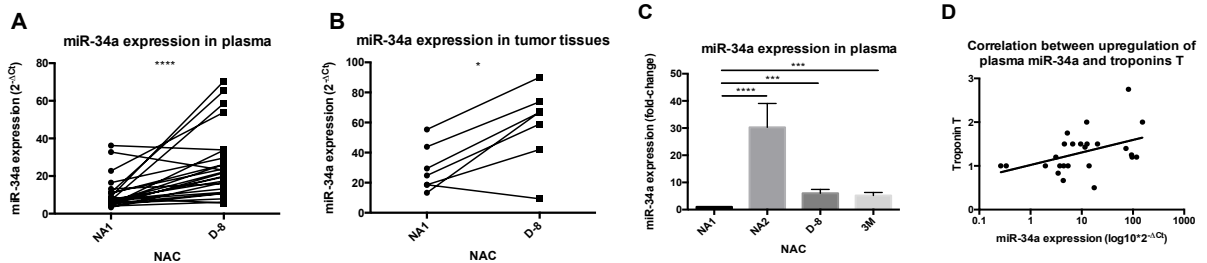 A
miR-34a expression in plasma
****
miR-34a expression (2-ΔCt)
80
60
40
20
0
NA1
D-8
NAC
B
miR-34a expression in tumor tissues
*
miR-34a expression (2-ΔCt)
100
80
60
40
20
0
NA1
D-8
NAC
C
miR-34a expression in plasma
***
***
****
miR-34a expression (fold-change)
50
40
30
20
10
0
NA1
NA2
D-8
3M
NAC
D
Correlation between upregulation of
plasma miR-34a and troponins T
Troponin T
3
2
1
0
0.1
10
1000
miR-34a expression (log10*2-ΔCt)